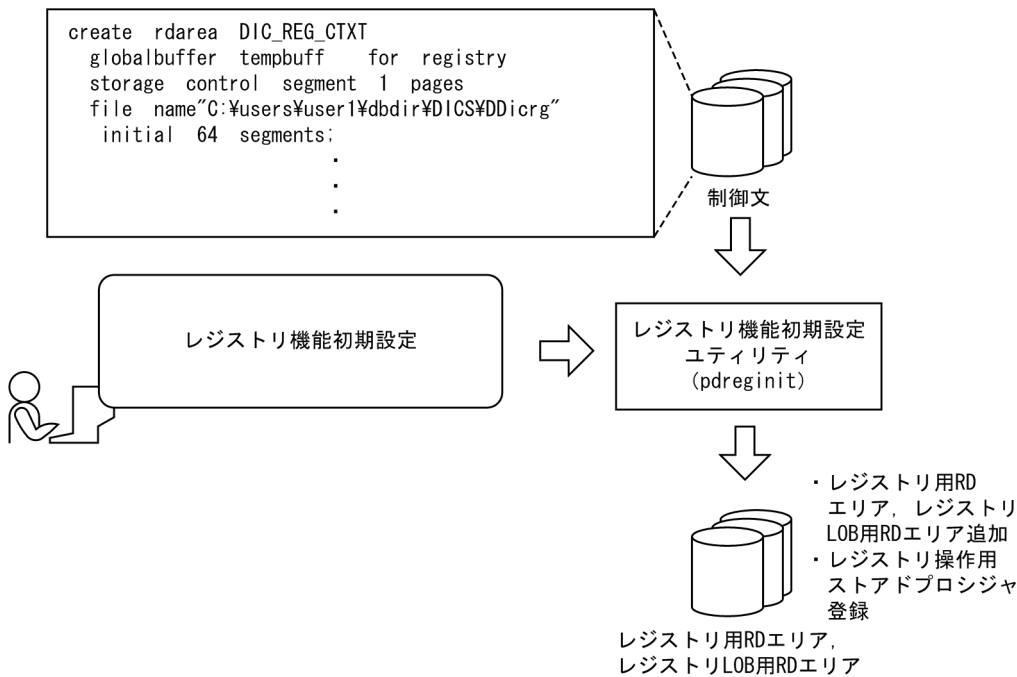 create rdarea DIC_REG_CTXT
globalbuffer tempbuff for registry
storage control segment 1 pages
file name"C:¥users¥user1¥dbdir¥DICS¥DDicrg"
initial 64 segments;
・
・
・
制御文
レジストリ機能初期設定
レジストリ機能初期設定
ユティリティ
(pdreginit)
・レジストリ用RD
エリア,レジストリ
LOB用RDエリア追加
・レジストリ操作用
ストアドプロシジャ
登録
レジストリ用RDエリア,
レジストリLOB用RDエリア